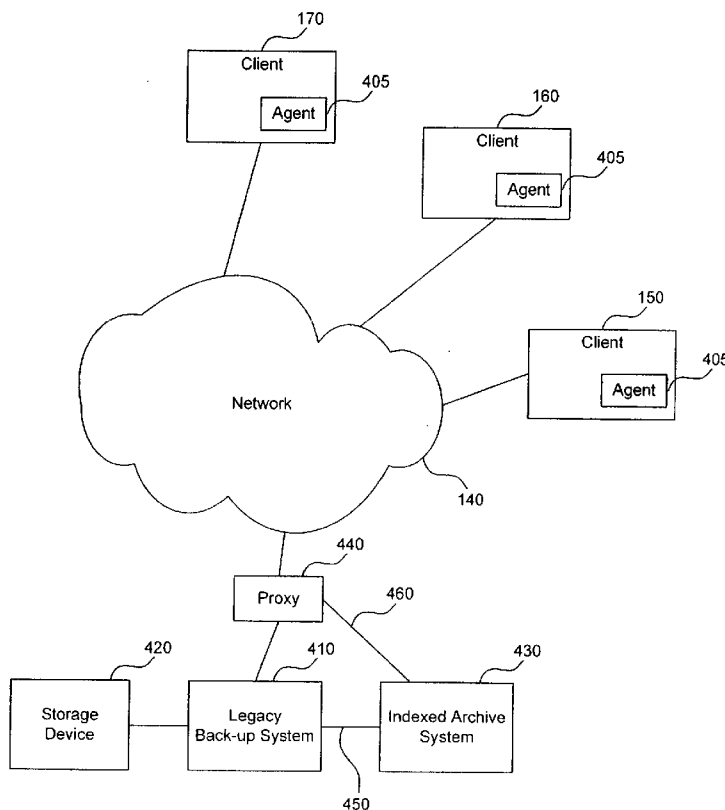 170
Client
405
Agent
160
Client
405
Agent
150
Client
405
Agent
Network
140
440
Proxy
460
420
410
430
Storage
Device
Legacy
Back-up System
Indexed Archive
System
450